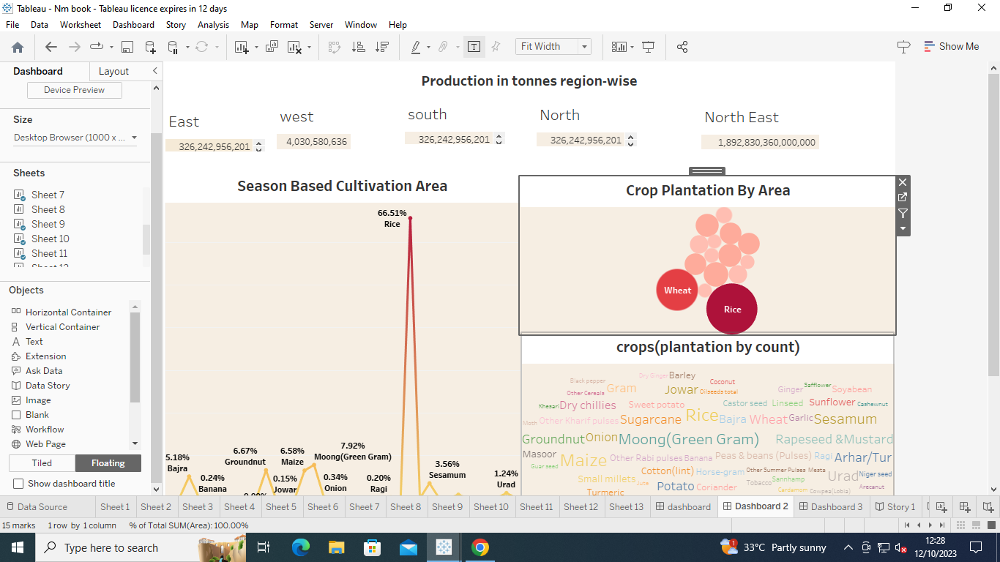 Tableau - Nm book - Tableau licence expires in 12 days
File Data Worksheet Dashboard Story Analysis Map Format Server Window Help
Fit Width
Show Me
Dashboard Layout
Device Preview
Size
Desktop Browser (1000 x ...
Sheets
Sheet 7
Sheet 8
Sheet 9
Sheet 10
Sheet 11
Objects
Horizontal Container
Vertical Container
Text
Extension
Ask Data
Data Story
Image
Blank
Workflow
Web Page
Tiled Floating
Show dashboard title
Production in tonnes region-wise
East west south North North East
326,242,956,201 4,030,580,636 326,242,956,201 326,242,956,201 1,892,830,360,000,000
Season Based Cultivation Area
66.51%
Rice
5.18%
Bajra
0.24%
Banana
6.67%
Groundnut
0.15%
Jowar
6.58%
Maize
7.92%
Moong(Green Gram)
0.34%
Onion
0.20%
Ragi
3.56%
Sesamum
1.24%
Urad
Crop Plantation By Area
Wheat
Rice
crops(plantation by count)
Dry Ginger Barley
Black pepper Gram Coconut
Other Cereals Jowar Oilseeds total Ginger Safflower Soyabean
Khesari Dry chillies Sweet potato Castor seed Linseed Sunflower Cashewnut
Moth Other Kharif pulses Sugarcane Rice Bajra Wheat Garlic Sesamum
Groundnut Onion Moong(Green Gram) Rapeseed &Mustard
Masoor Maize Other Rabi pulses Banana Peas & beans (Pulses) Ragi Arhar/Tur
Guar seed Cotton(lint) Horse-gram Other Summer Pulses Mesta Urad Niger seed
Small millets Jute Potato Coriander Tobacco Sannhamp Arecanut
Turmeric Cardamom Cowpea(Lobia)
Data Source Sheet 1 Sheet 2 Sheet 3 Sheet 4 Sheet 5 Sheet 6 Sheet 7 Sheet 8 Sheet 9 Sheet 10 Sheet 11 Sheet 12 Sheet 13 dashboard Dashboard 2 Dashboard 3 Story 1
15 marks 1 row by 1 column % of Total SUM(Area): 100.00%
Type here to search
33°C Partly sunny
12:28
12/10/2023